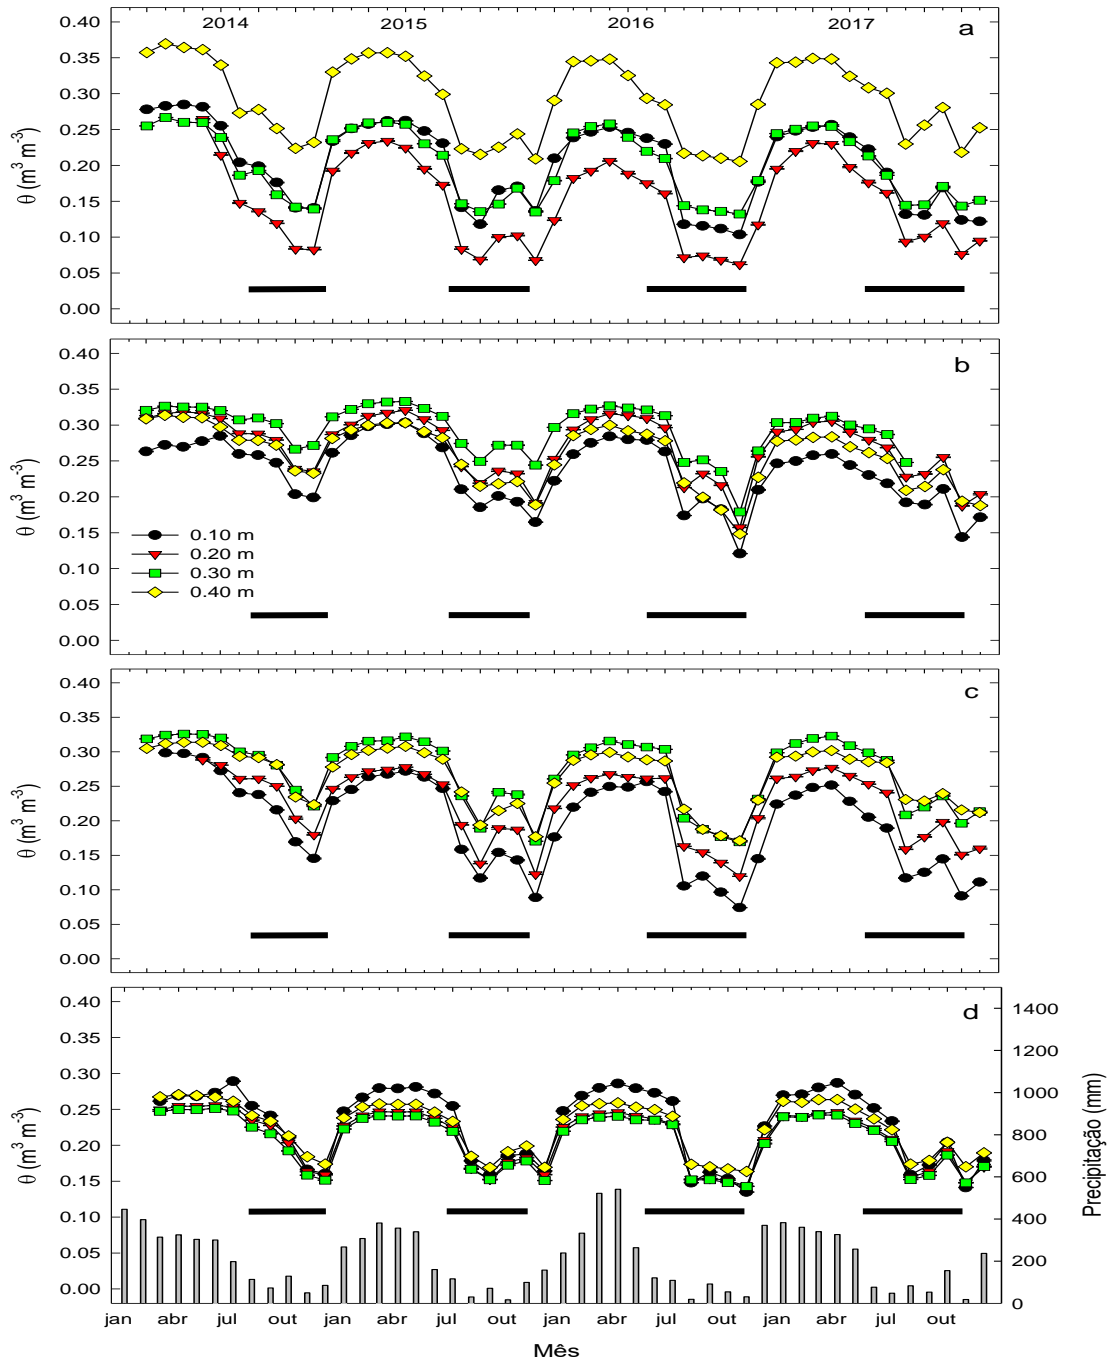 0.40
2014 2015 2016 2017 a
0.35
0.30
0.25
0.20
0.15
0.10
0.05
0.00
θ (m³ m⁻³)
0.40
b
0.35
0.30
0.25
0.20
0.15
0.10
0.05
0.00
θ (m³ m⁻³)
0.10 m
0.20 m
0.30 m
0.40 m
0.40
c
0.35
0.30
0.25
0.20
0.15
0.10
0.05
0.00
θ (m³ m⁻³)
0.40
d
0.35
0.30
0.25
0.20
0.15
0.10
0.05
0.00
θ (m³ m⁻³)
1400
1200
1000
800
600
400
200
0
Precipitação (mm)
jan abr jul out jan abr jul out jan abr jul out jan abr jul out
Mês